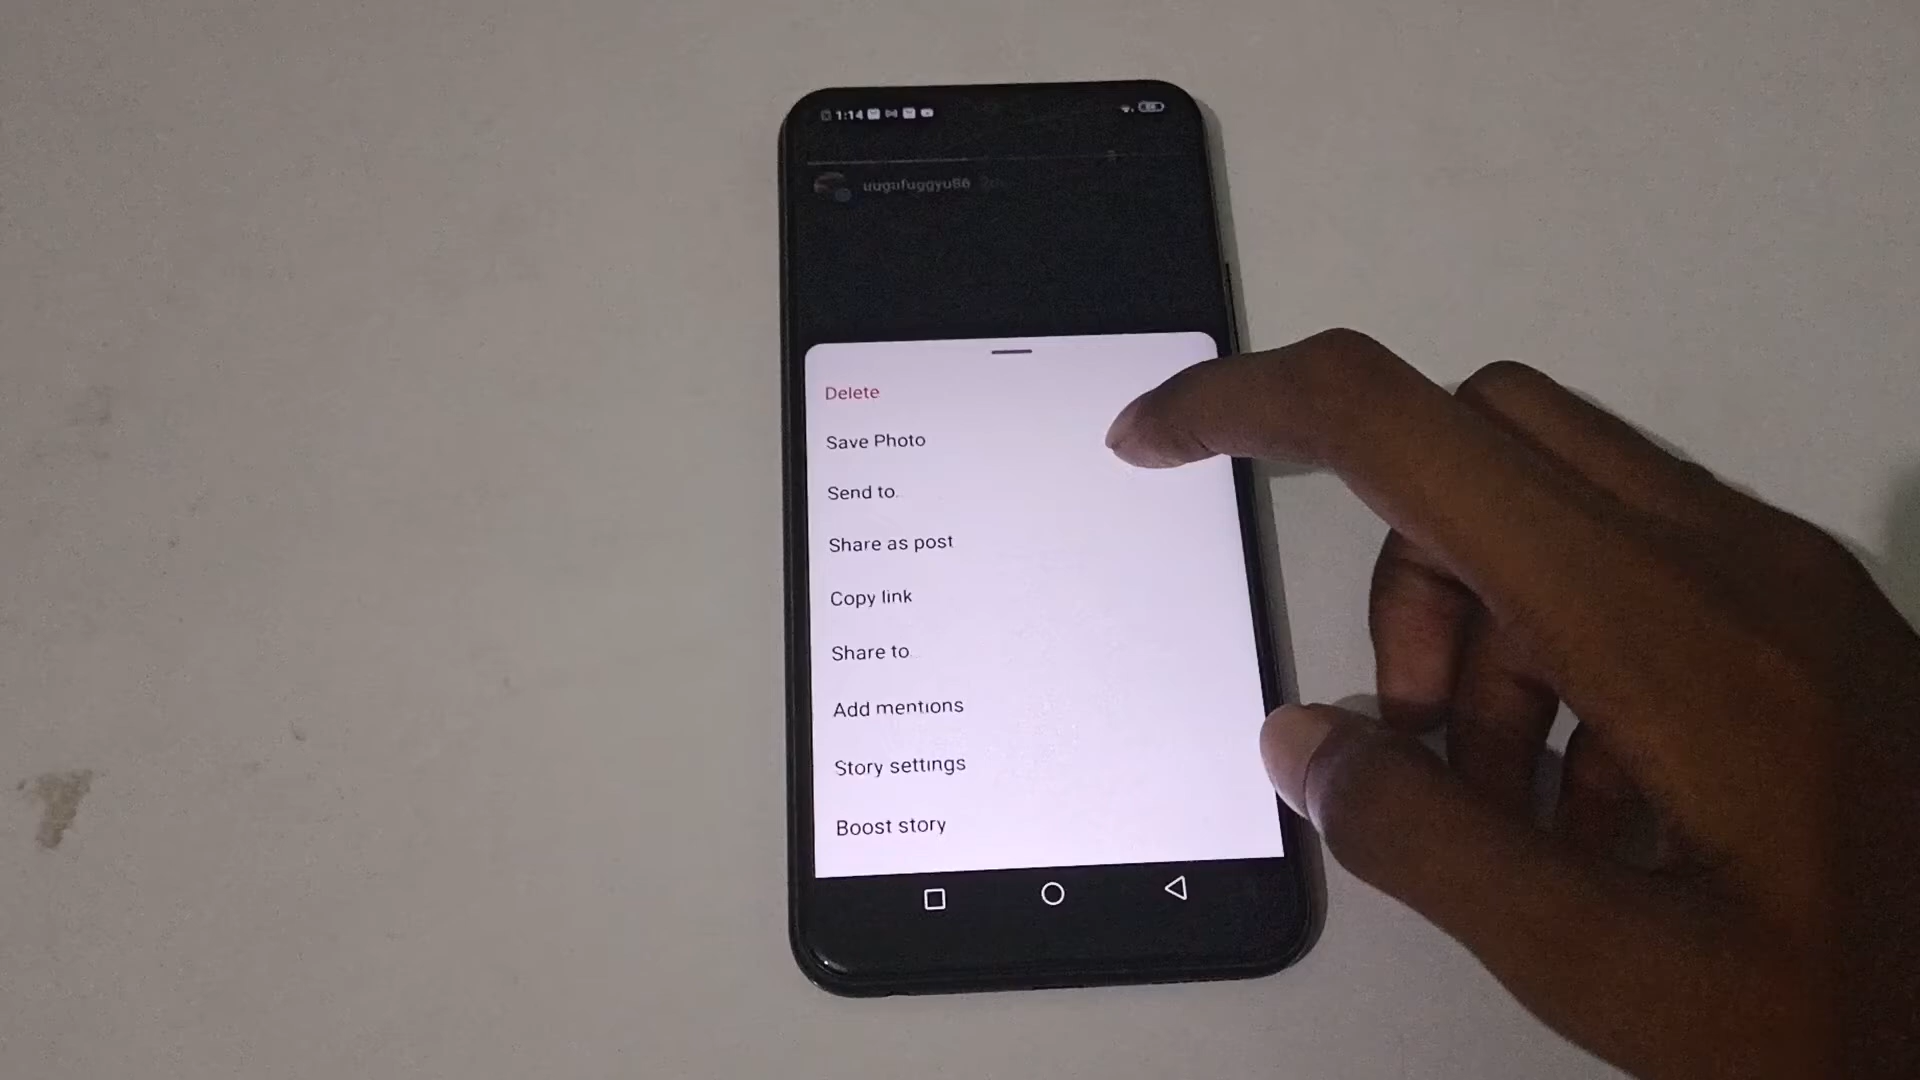 1:14
uugufuggyu86
Delete
Save Photo
Send to
Share as post
Copy link
Share to
Add mentions
Story settings
Boost story